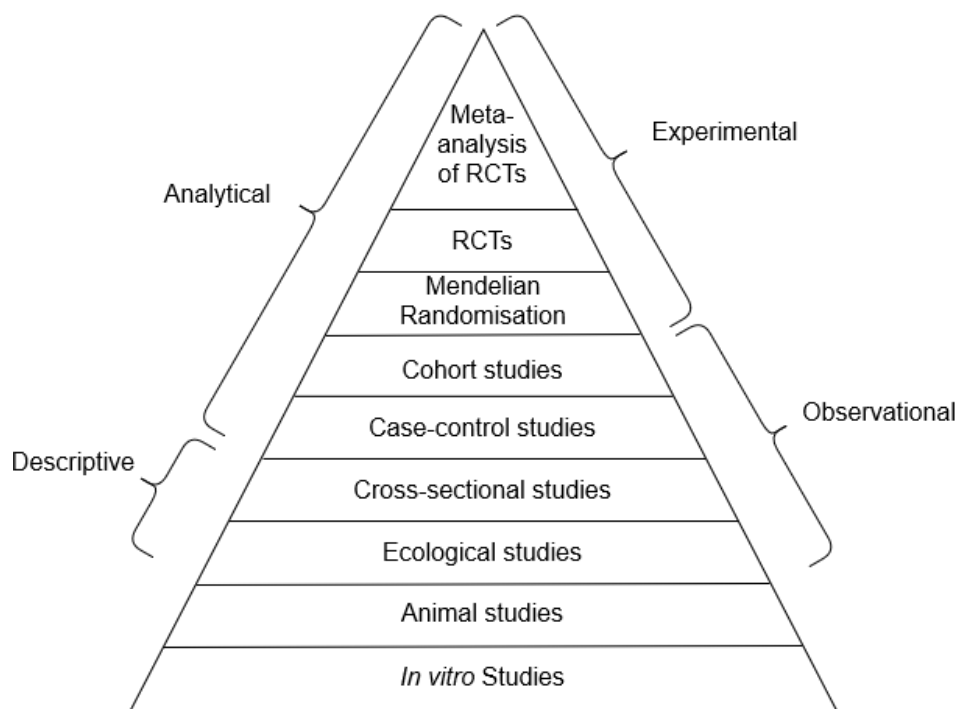 Meta-
analysis
of RCTs
Experimental
Analytical
RCTs
Mendelian
Randomisation
Cohort studies
Observational
Case-control studies
Descriptive
Cross-sectional studies
Ecological studies
Animal studies
In vitro Studies